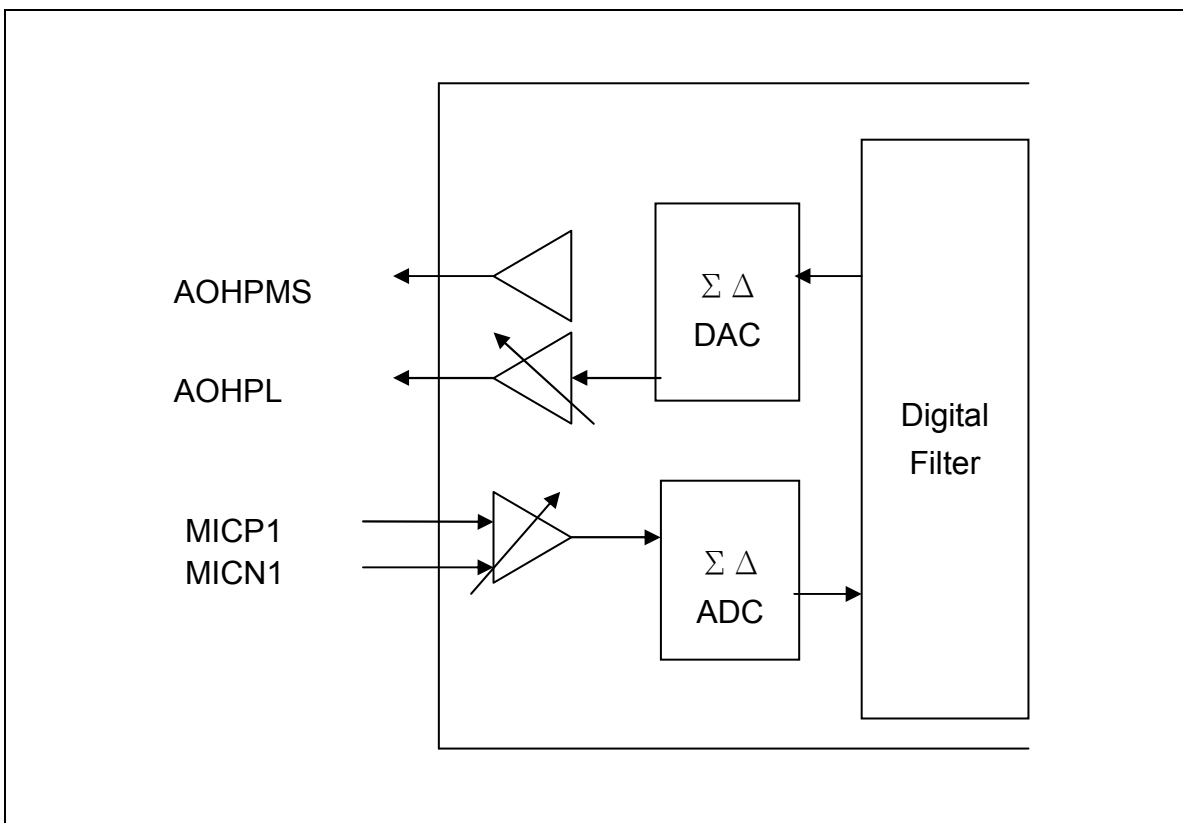 AOHPMS
AOHPL
MICP1
MICN1
Σ Δ
DAC
Σ Δ
ADC
Digital
Filter